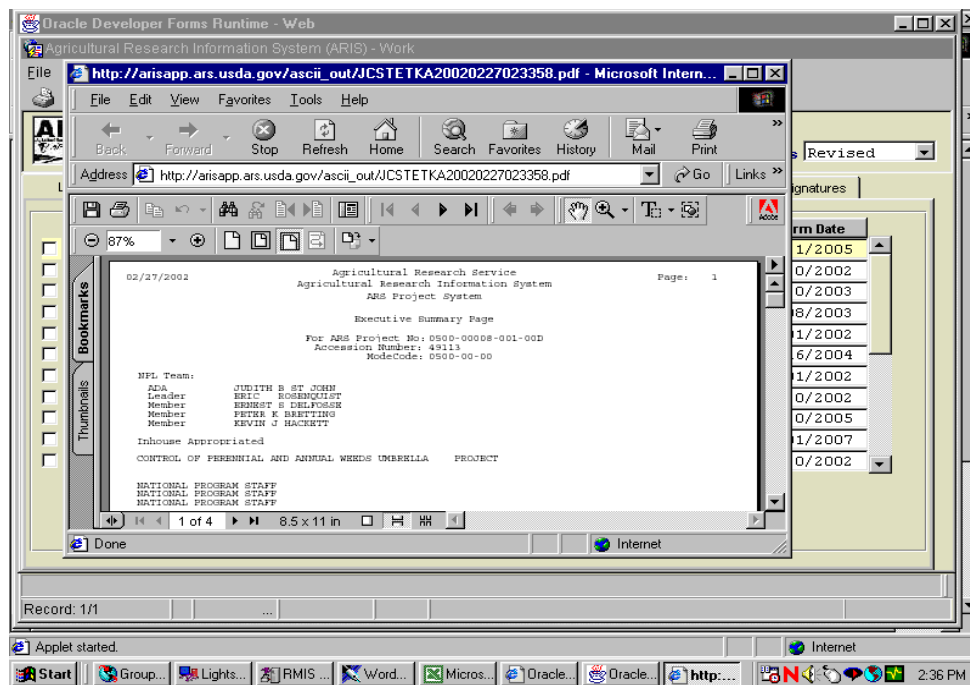 Oracle Developer Forms Runtime - Web
Agricultural Research Information System (ARIS) - Work
File
http://arisapp.ars.usda.gov/ascii_out/JCSTETKA20020227023358.pdf - Microsoft Intern...
File Edit View Favorites Tools Help
Back Forward Stop Refresh Home Search Favorites History Mail Print
Revised
Address http://arisapp.ars.usda.gov/ascii_out/JCSTETKA20020227023358.pdf Go Links
ignatures
Adobe
87%
rm Date
1/2005
0/2002
0/2003
08/2003
01/2002
6/2004
01/2002
0/2002
0/2005
01/2007
0/2002
Bookmarks
Thumbnails
02/27/2002 Agricultural Research Service Page: 1
Agricultural Research Information System
ARS Project System
Executive Summary Page
For ARS Project No: 0500-00008-001-00D
Accession Number: 49113
ModeCode: 0500-00-00
NPL Team:
ADA JUDITH B ST JOHN
Leader ERIC ROSENQUIST
Member ERNEST S DELFOSSE
Member PETER K BRETTING
Member KEVIN J HACKETT
Inhouse Appropriated
CONTROL OF PERENNIAL AND ANNUAL WEEDS UMBRELLA PROJECT
NATIONAL PROGRAM STAFF
NATIONAL PROGRAM STAFF
NATIONAL PROGRAM STAFF
1 of 4 8.5 x 11 in
Done Internet
Record: 1/1 ...
Applet started. Internet
Start Group... Lights... RMIS ... Word... Micros... Oracle... Oracle... http:... 2:36 PM